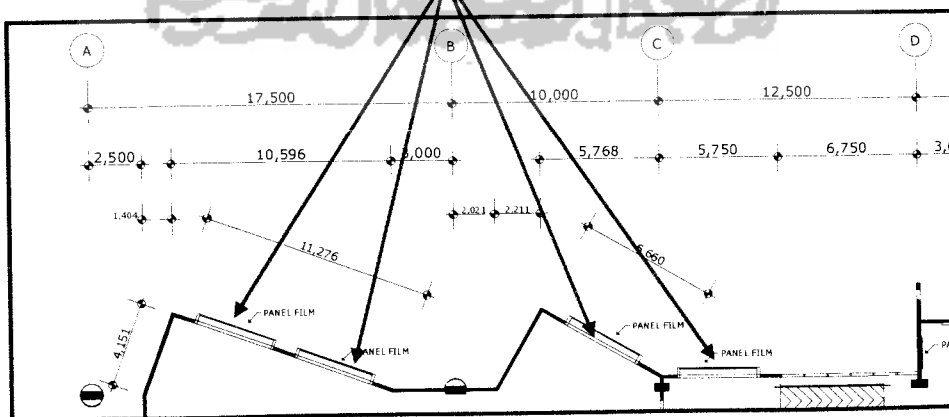 A B C D
17,500 10,000 12,500
2,500 10,596 3,000 5,768 5,750 6,750
1,404 2,021 2,211
11,276 6,660
PANEL FILM PANEL FILM
4,151 PANEL FILM PANEL FILM